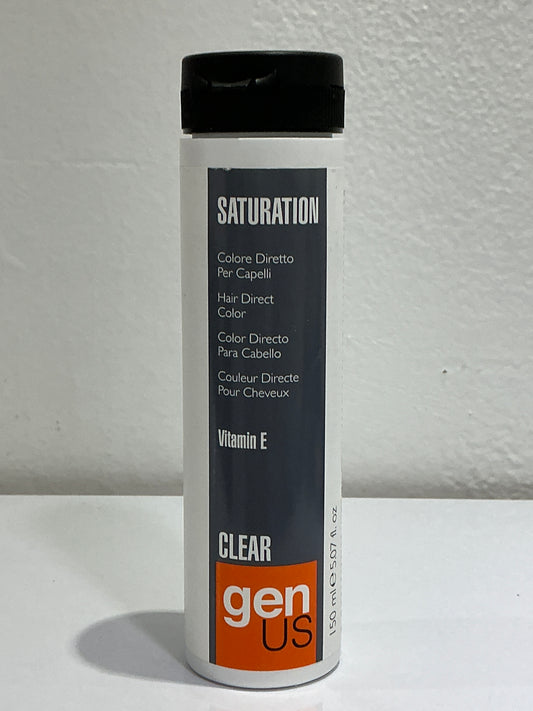 SATURATION
Colore Diretto
Per Capelli
Hair Direct
Color
Color Directo
Para Cabello
Couleur Directe
Pour Cheveux
Vitamin E
CLEAR
gen
US
150 ml e 5.07 fl. oz